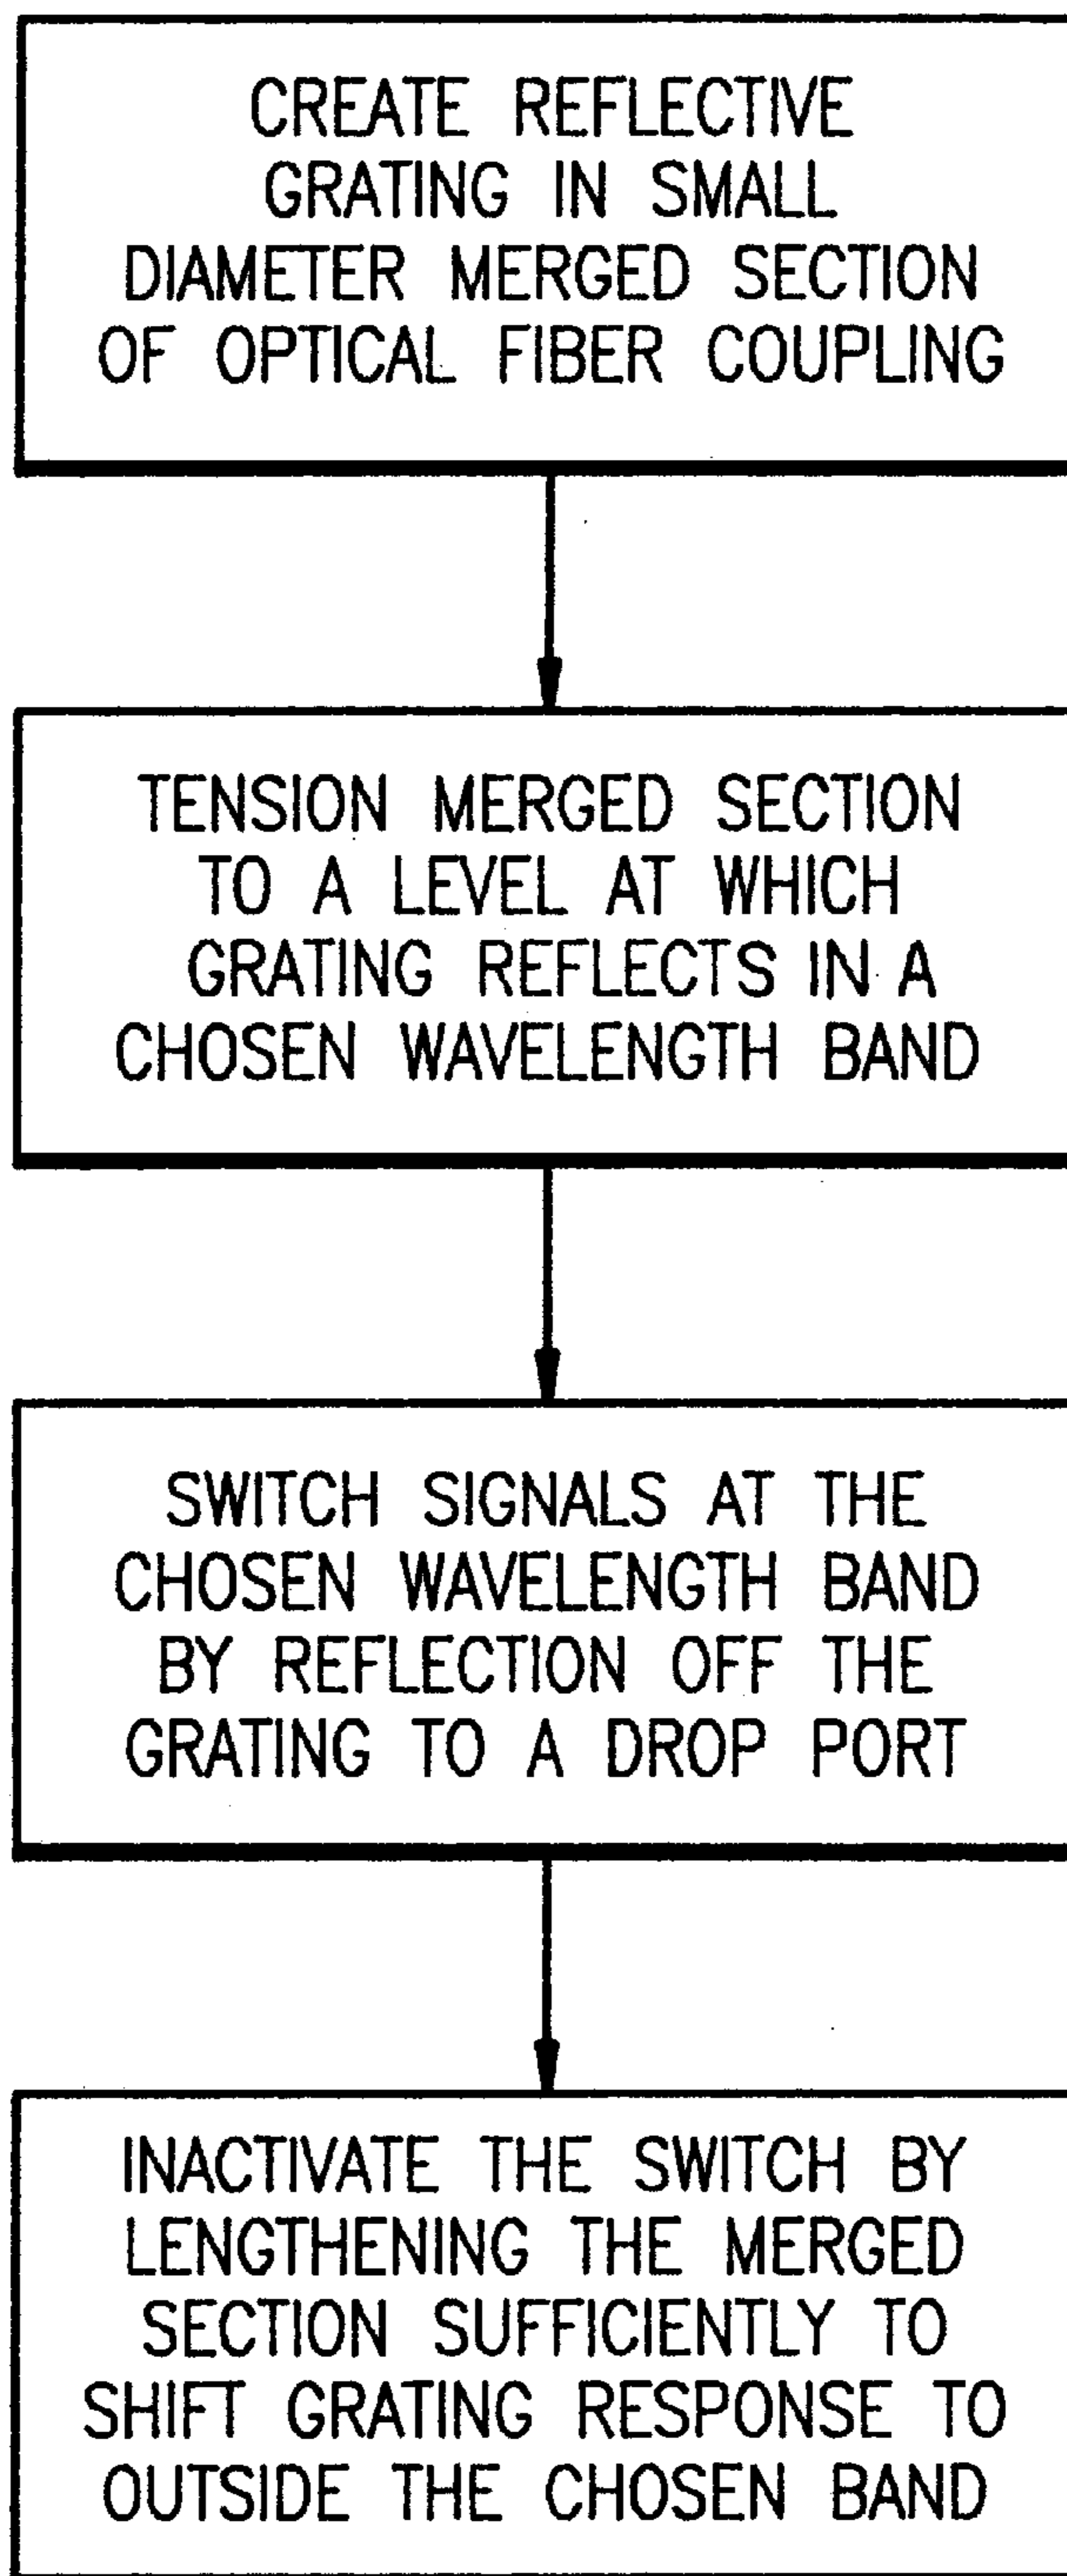 CREATE REFLECTIVE
GRATING IN SMALL
DIAMETER MERGED SECTION
OF OPTICAL FIBER COUPLING
TENSION MERGED SECTION
TO A LEVEL AT WHICH
GRATING REFLECTS IN A
CHOSEN WAVELENGTH BAND
SWITCH SIGNALS AT THE
CHOSEN WAVELENGTH BAND
BY REFLECTION OFF THE
GRATING TO A DROP PORT
INACTIVATE THE SWITCH BY
LENGTHENING THE MERGED
SECTION SUFFICIENTLY TO
SHIFT GRATING RESPONSE TO
OUTSIDE THE CHOSEN BAND